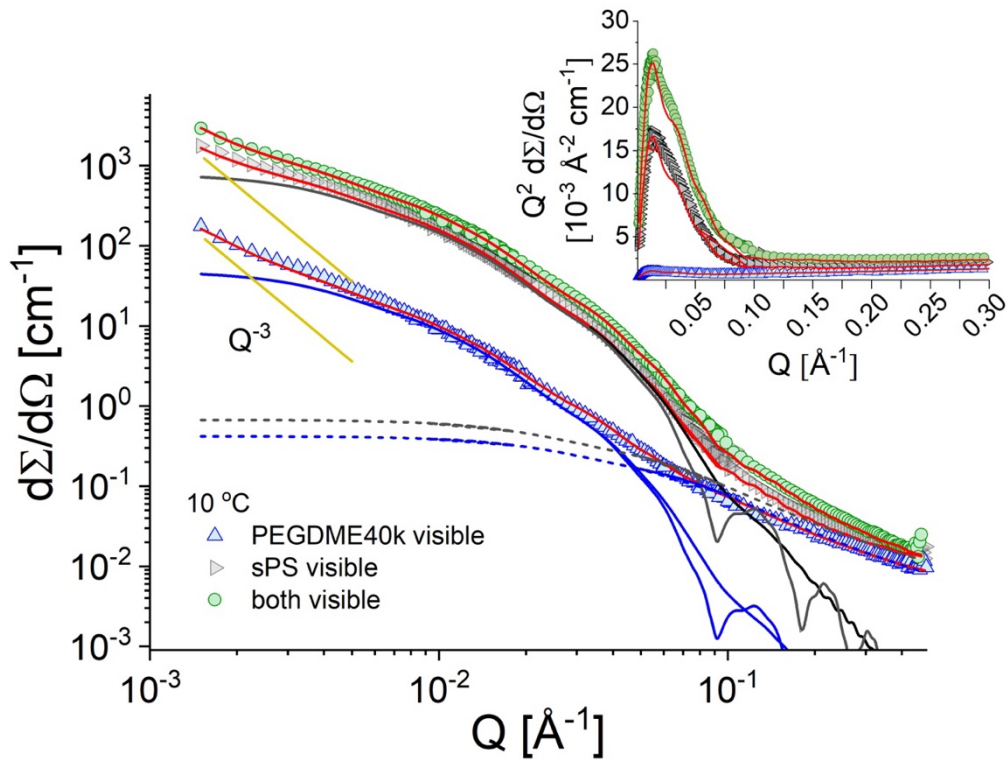 dΣ/dΩ [cm⁻¹]
10³
10²
10¹
10⁰
10⁻¹
10⁻²
10⁻³
10⁻³
10⁻²
10⁻¹
Q [Å⁻¹]
Q⁻³
10 °C
PEGDME40k visible
sPS visible
both visible
Q² dΣ/dΩ
[10⁻³ Å⁻² cm⁻¹]
30
25
20
15
10
5
0.05
0.10
0.15
0.20
0.25
0.30
Q [Å⁻¹]